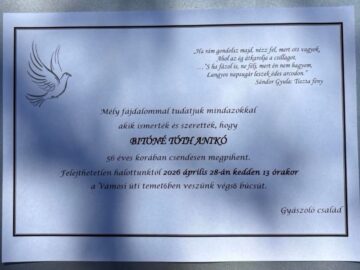 „Ha rám gondolsz majd, nézz fel, mert ott vagyok,
Ahol az ég átkarolja a csillagot.
…"S ha fázol is, ne félj, mert én nem hagyom,
Langyos napsugár leszek édes arcodon."
Sándor Gyula: Tiszta fény
Mély fájdalommal tudatjuk mindazokkal
akik ismerték és szerették, hogy
BITÓNÉ TÓTH ANIKÓ
56 éves korában csendesen megpihent.
Felejthetetlen halottunktól 2026 április 28-án kedden 13 órakor
a Vámosi úti temetőben veszünk végső búcsút.
Gyászoló család